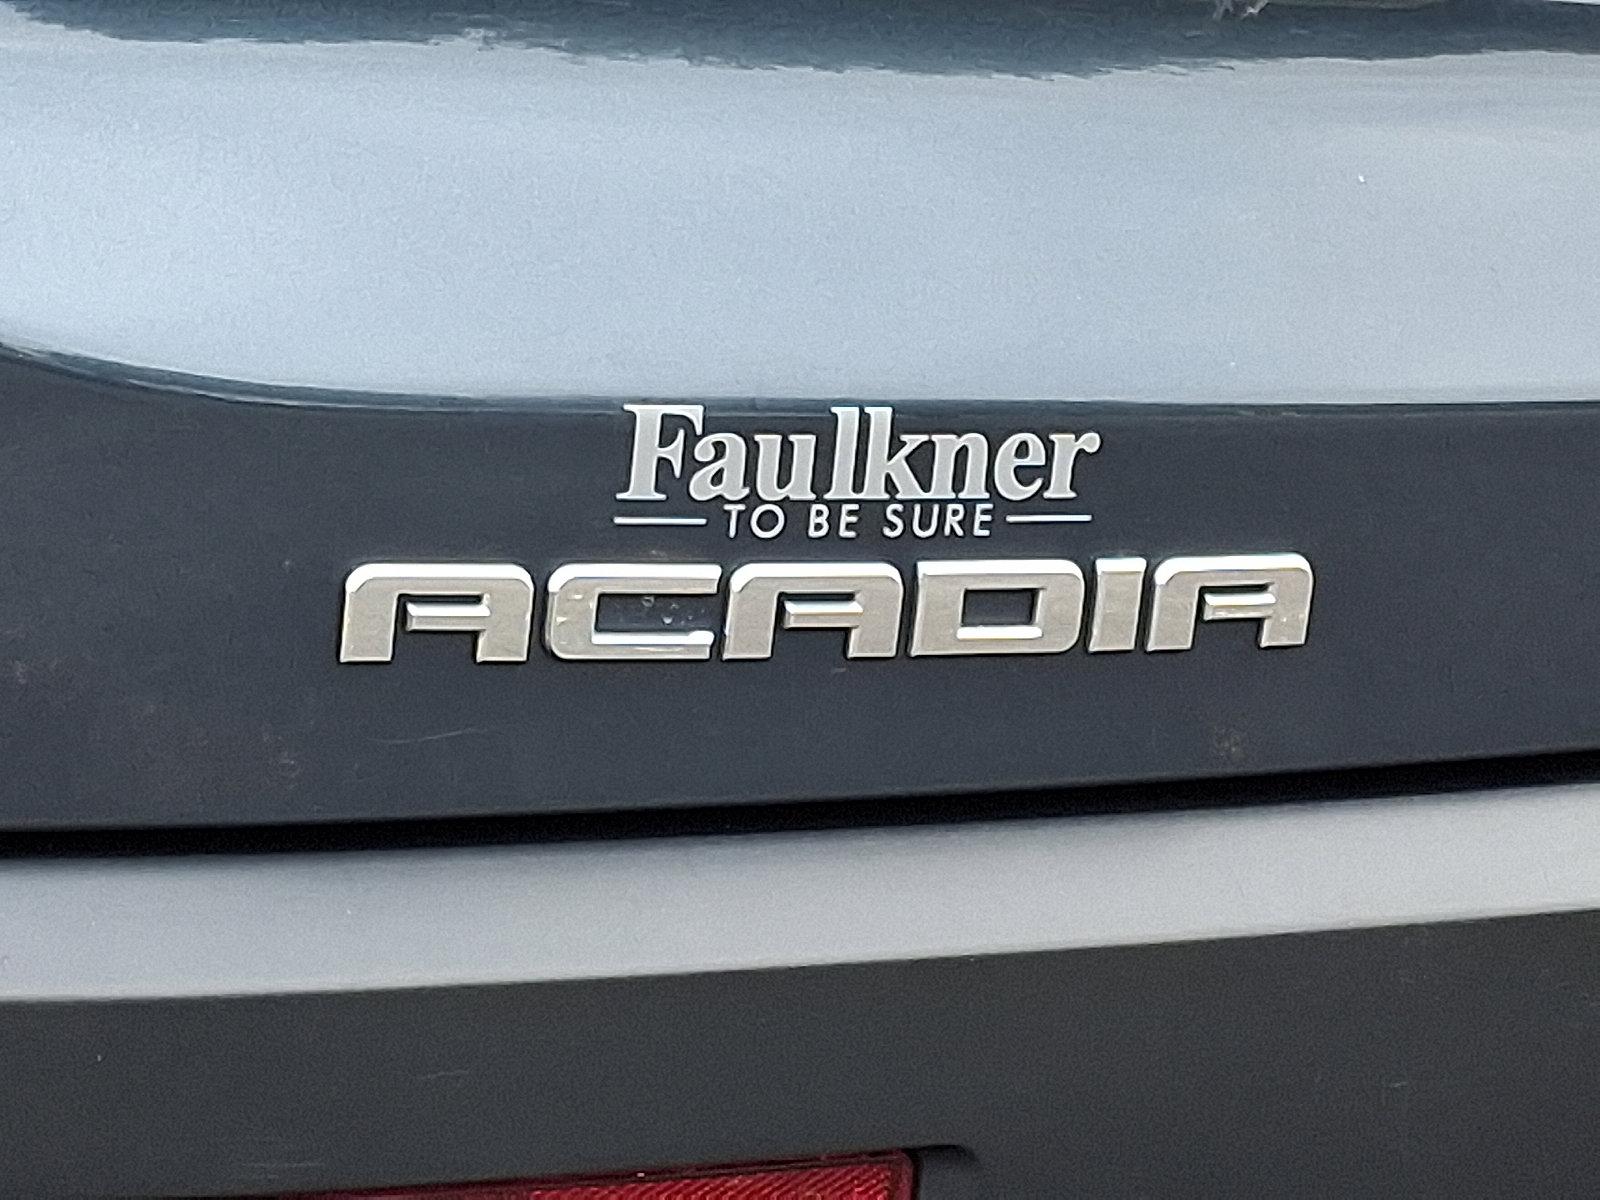 Faulkner
TO BE SURE
ACADIA